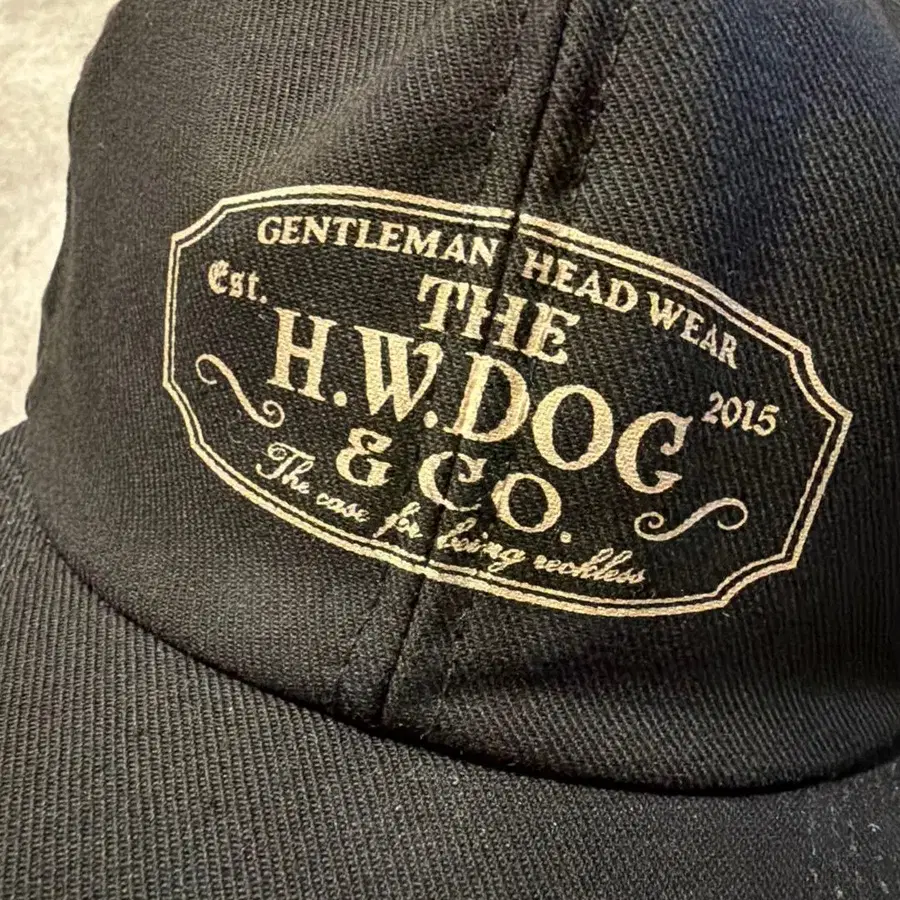 GENTLEMAN HEAD WEAR
Est. 2015
THE
H.W.DOG
& CO.
The case for being reckless